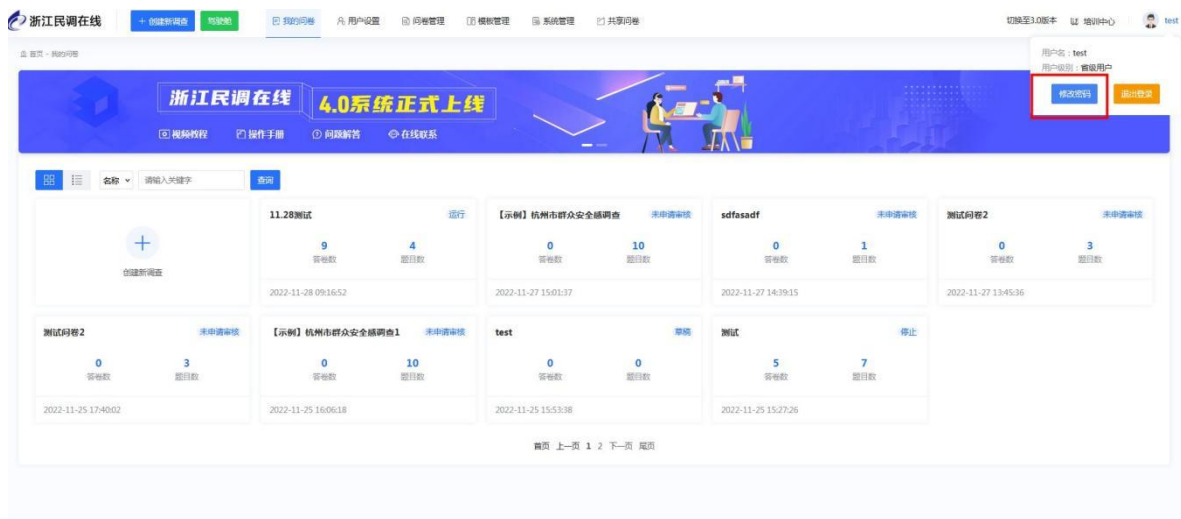 浙江民调在线 + 创建新调查 驾驶舱 我的问卷 用户设置 问卷管理 模板管理 系统管理 共享问卷 切换至3.0版本 培训中心 test
首页 - 我的问卷
用户名：test
用户级别：省级用户
修改密码 退出登录
浙江民调在线 4.0系统正式上线
视频教程 操作手册 问题解答 在线联系
名称 请输入关键字 查询
创建新调查
11.28测试 运行
9 4
答卷数 题目数
2022-11-28 09:16:52
【示例】杭州市群众安全感调查 未申请审核
0 10
答卷数 题目数
2022-11-27 15:01:37
sdfasadf 未申请审核
0 1
答卷数 题目数
2022-11-27 14:39:15
测试问卷2 未申请审核
0 3
答卷数 题目数
2022-11-27 13:45:36
测试问卷2 未申请审核
0 3
答卷数 题目数
2022-11-25 17:40:02
【示例】杭州市群众安全感调查1 未申请审核
0 10
答卷数 题目数
2022-11-25 16:06:18
test 草稿
0 0
答卷数 题目数
2022-11-25 15:53:38
测试 停止
5 7
答卷数 题目数
2022-11-25 15:27:26
首页 上一页 1 2 下一页 尾页